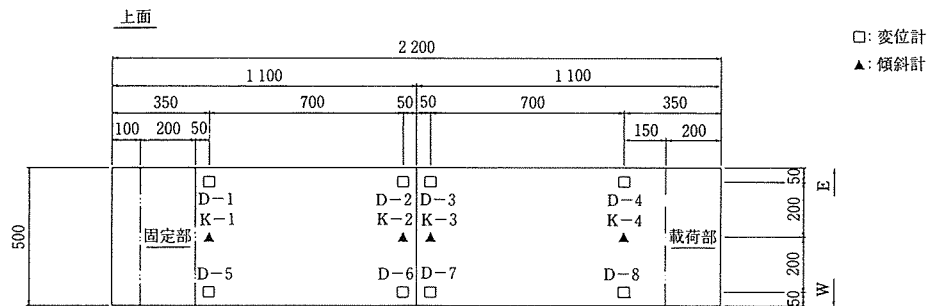 上面
2 200
□: 変位計
▲: 傾斜計
1 100 1 100
350 700 50 50 700 350
100 200 50 150 200
D-1 D-2 D-3 D-4
K-1 K-2 K-3 K-4
固定部 載荷部
D-5 D-6 D-7 D-8
500
50
200
200
50
E
W